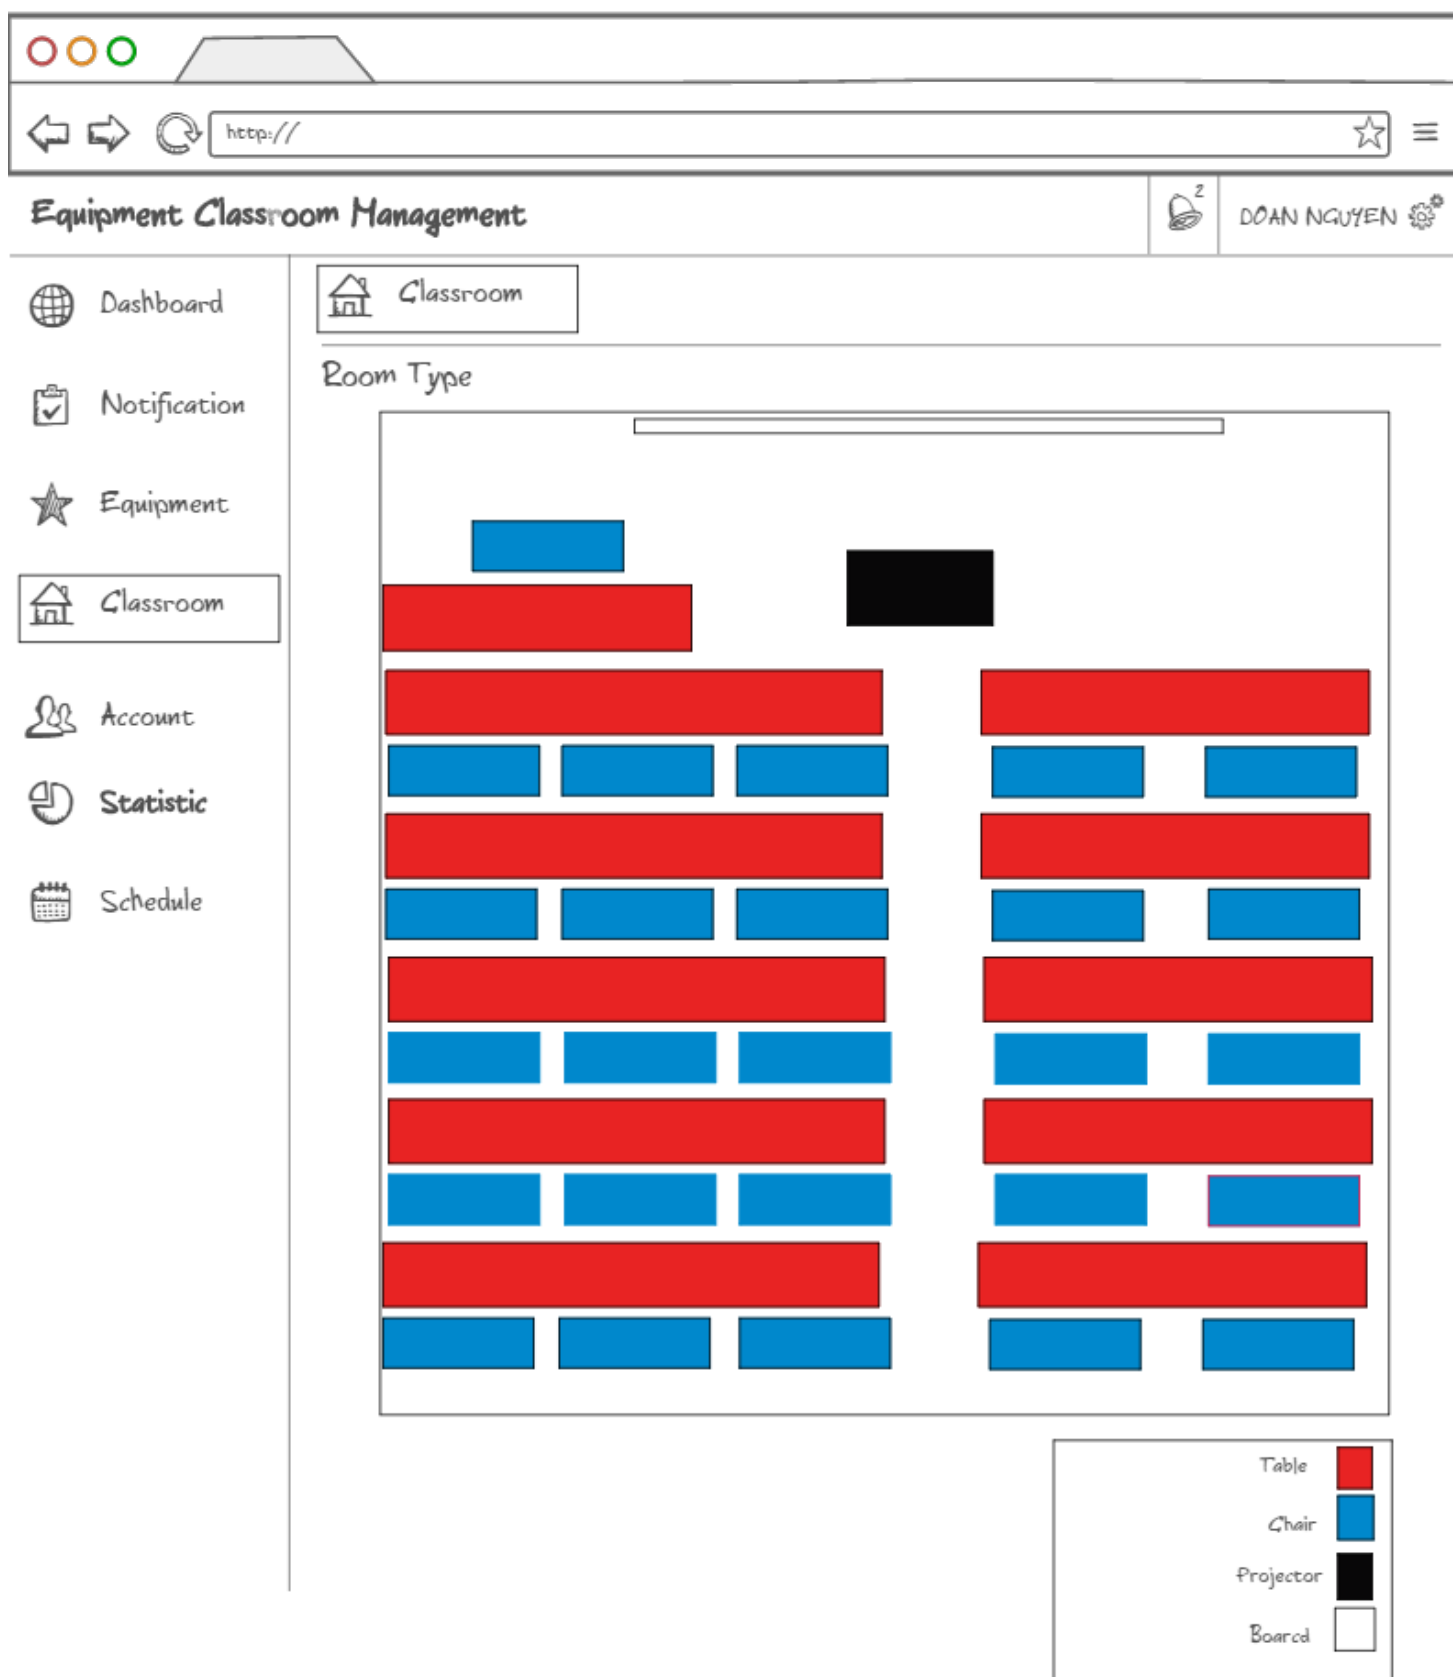 http://
Equipment Classroom Management
2
DOAN NGUYEN
Dashboard
Classroom
Room Type
Notification
Equipment
Classroom
Account
Statistic
Schedule
Table
Chair
Projector
Boarcd